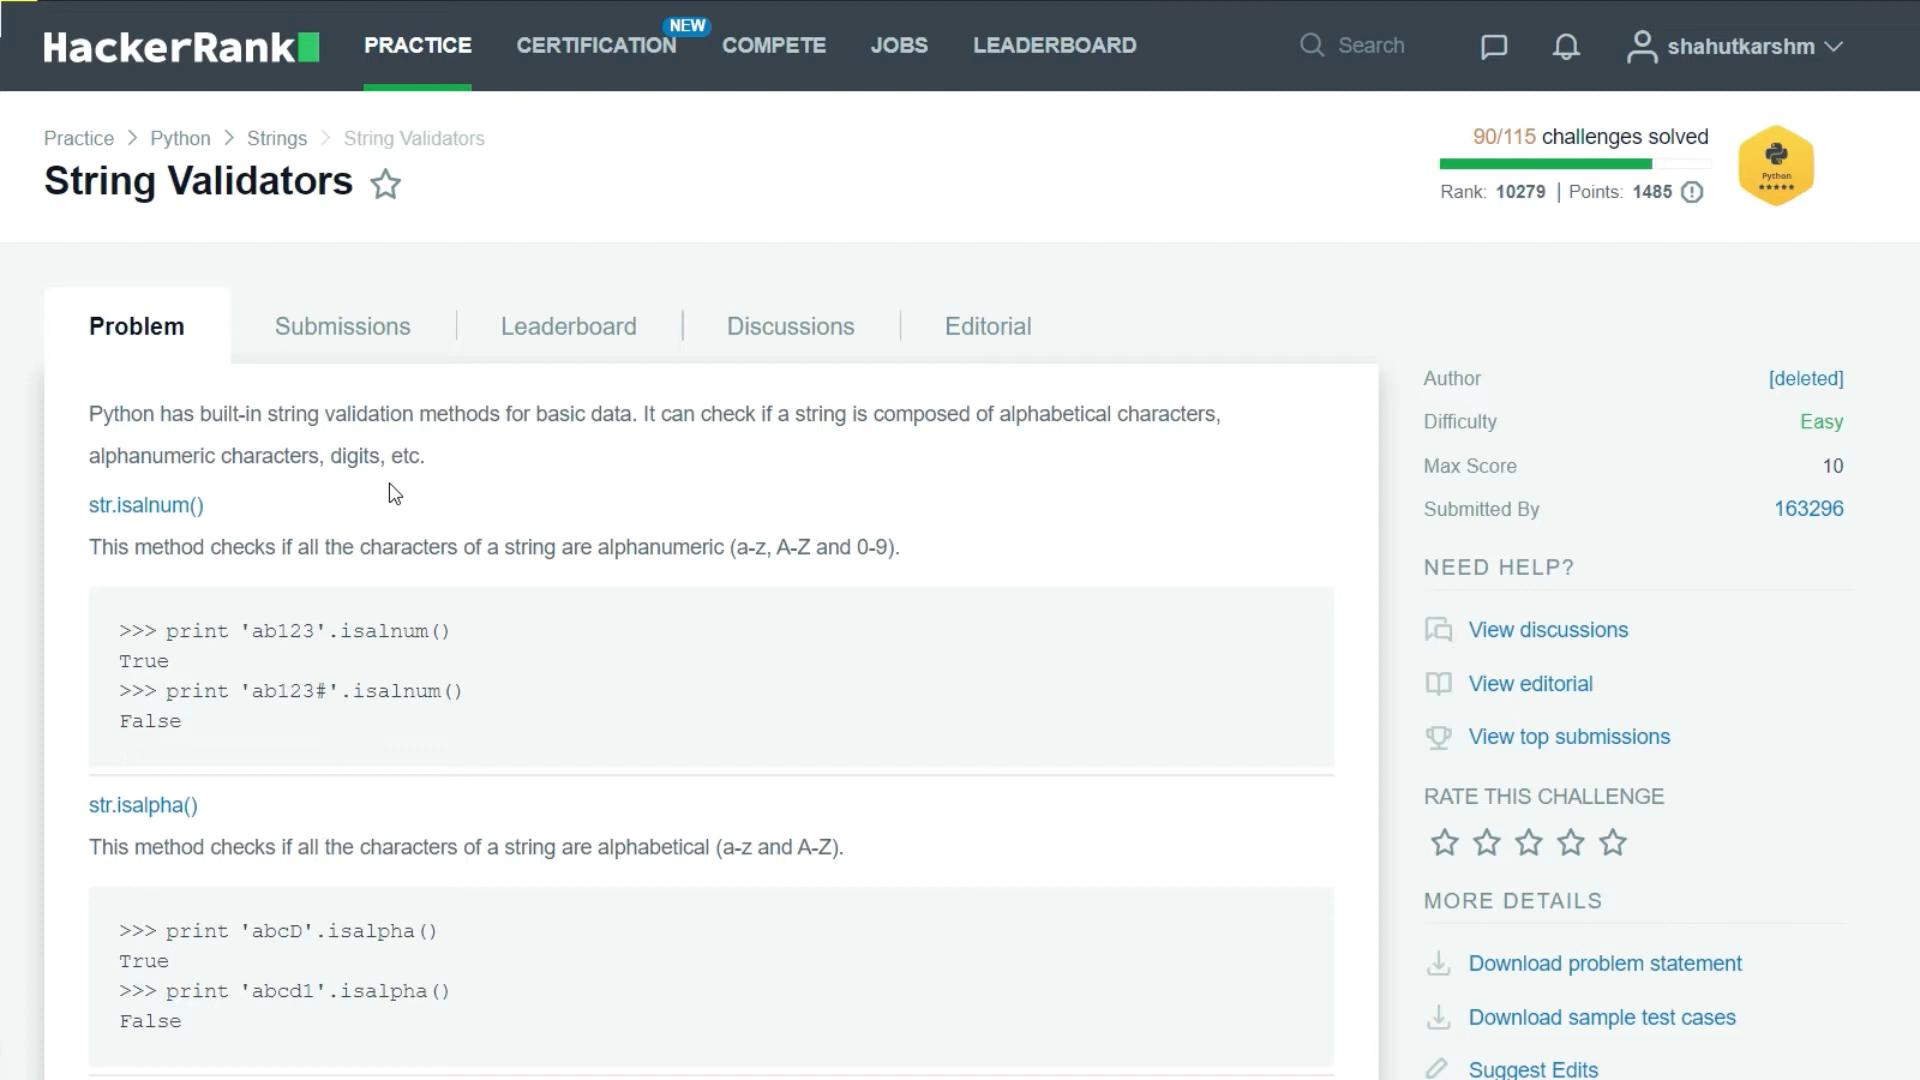 HackerRank
PRACTICE
CERTIFICATION
NEW
COMPETE
JOBS
LEADERBOARD
Search
shahutkarshm
Practice > Python > Strings > String Validators
String Validators
90/115 challenges solved
Rank: 10279 | Points: 1485
Python
Problem
Submissions
Leaderboard
Discussions
Editorial
Python has built-in string validation methods for basic data. It can check if a string is composed of alphabetical characters,
alphanumeric characters, digits, etc.
str.isalnum()
This method checks if all the characters of a string are alphanumeric (a-z, A-Z and 0-9).
>>> print 'ab123'.isalnum()
True
>>> print 'ab123#'.isalnum()
False
str.isalpha()
This method checks if all the characters of a string are alphabetical (a-z and A-Z).
>>> print 'abcD'.isalpha()
True
>>> print 'abcd1'.isalpha()
False
Author [deleted]
Difficulty Easy
Max Score 10
Submitted By 163296
NEED HELP?
View discussions
View editorial
View top submissions
RATE THIS CHALLENGE
MORE DETAILS
Download problem statement
Download sample test cases
Suggest Edits